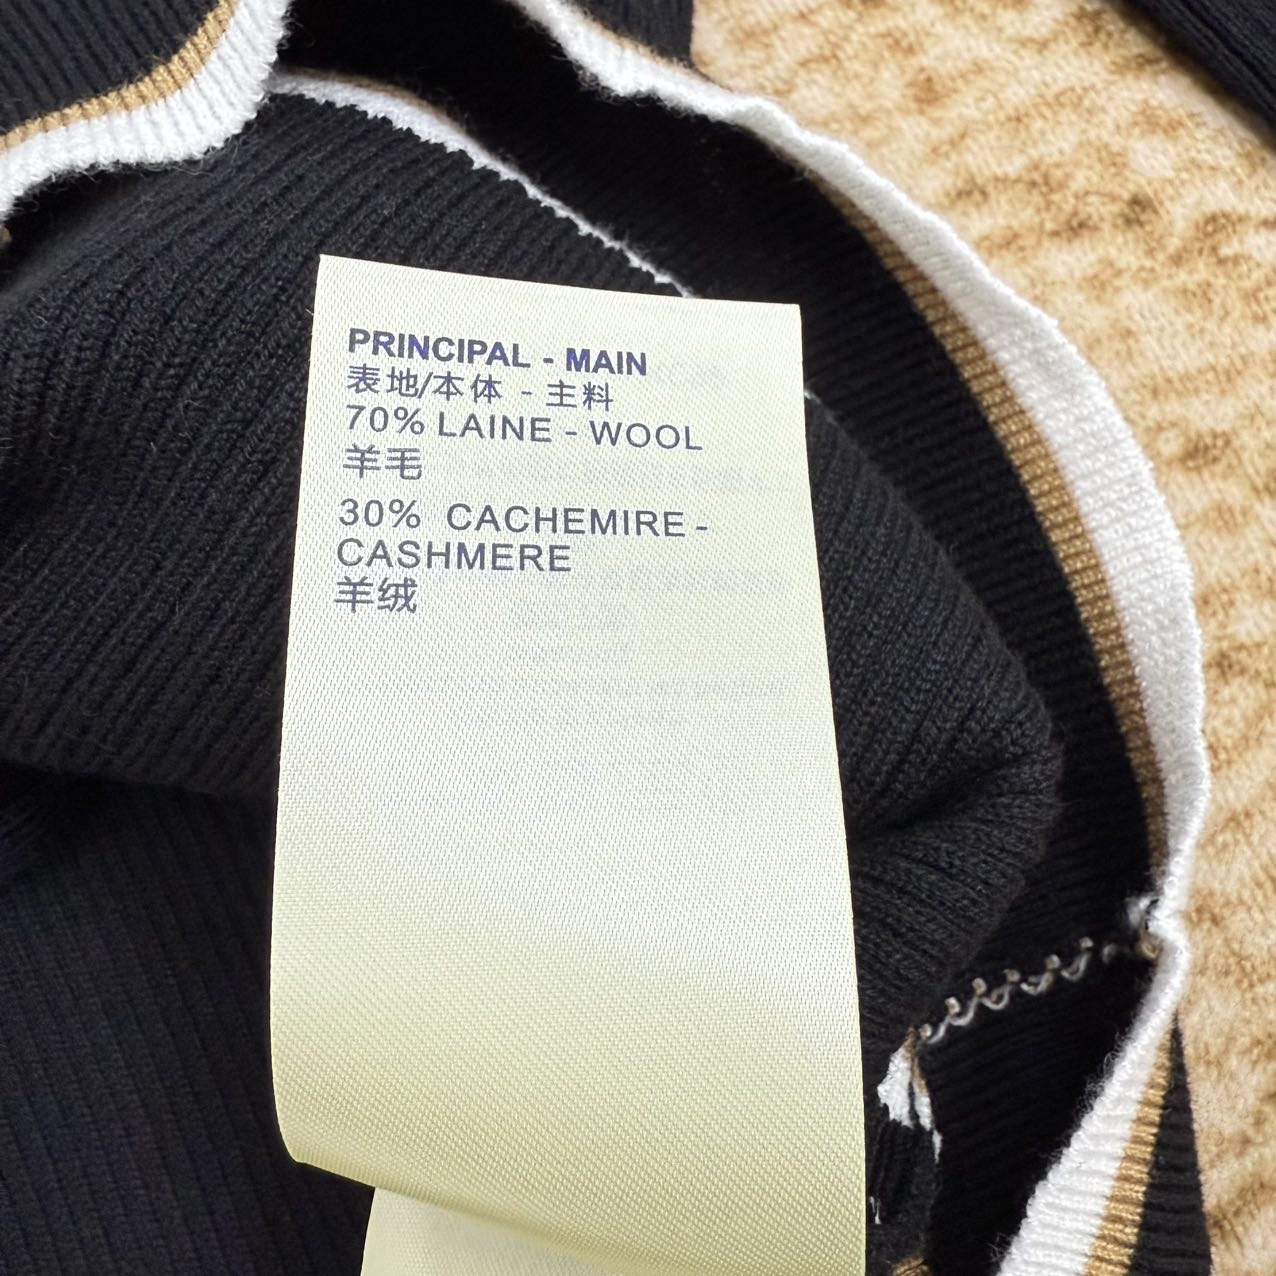 PRINCIPAL - MAIN
表地/本体 - 主料
70% LAINE - WOOL
羊毛
30% CACHEMIRE -
CASHMERE
羊绒